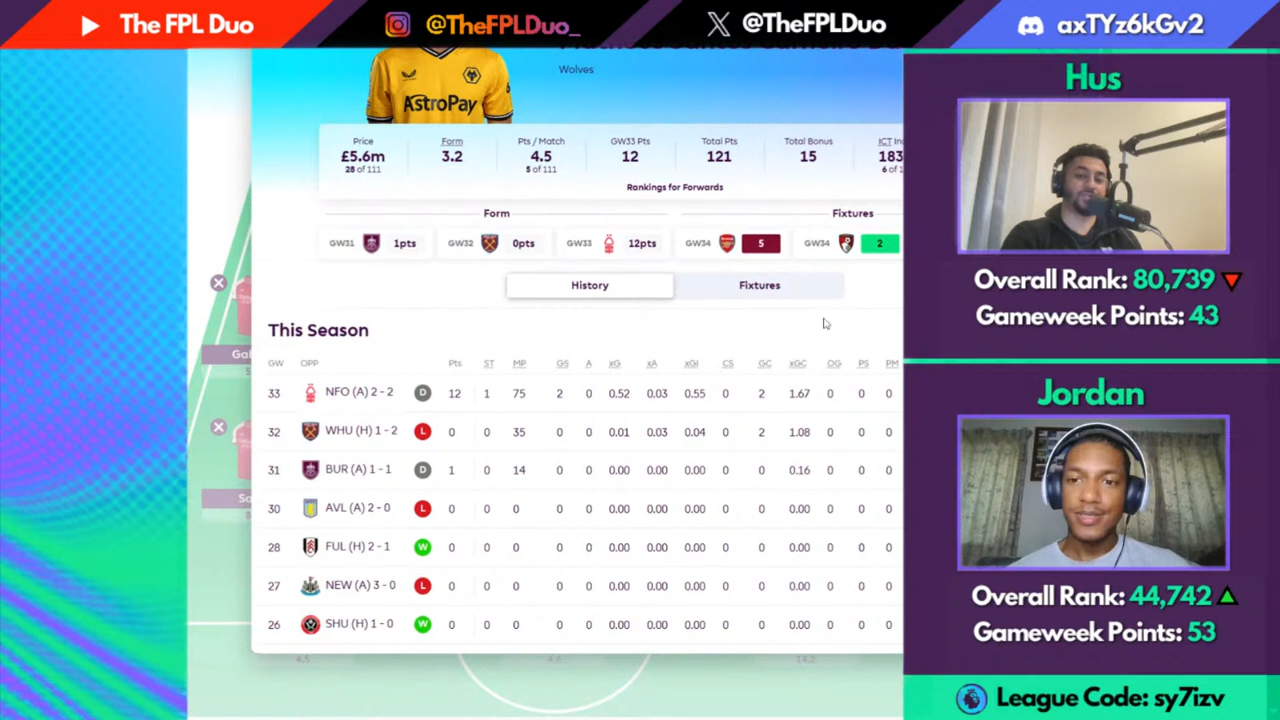 The FPL Duo
@TheFPLDuo_
@TheFPLDuo
axTYz6kGv2
Wolves
AstroPay
Price Form Pts / Match GW33 Pts Total Pts Total Bonus
£5.6m 3.2 4.5 12 121 15 183
28 of 111 5 of 111
Rankings for Forwards
Form Fixtures
GW31 1pts GW32 0pts GW33 12pts GW34 5 GW34 2
History Fixtures
This Season
GW OPP Pts ST MP GS A xG xA xGI CS GC xGC OG PS PM
33 NFO (A) 2 - 2 D 12 1 75 2 0 0.52 0.03 0.55 0 2 1.67 0 0 0
32 WHU (H) 1 - 2 L 0 0 35 0 0 0.01 0.03 0.04 0 2 1.08 0 0 0
31 BUR (A) 1 - 1 D 1 0 14 0 0 0.00 0.00 0.00 0 0 0.16 0 0 0
30 AVL (A) 2 - 0 L 0 0 0 0 0 0.00 0.00 0.00 0 0 0.00 0 0 0
28 FUL (H) 2 - 1 W 0 0 0 0 0 0.00 0.00 0.00 0 0 0.00 0 0 0
27 NEW (A) 3 - 0 L 0 0 0 0 0 0.00 0.00 0.00 0 0 0.00 0 0 0
26 SHU (H) 1 - 0 W 0 0 0 0 0 0.00 0.00 0.00 0 0 0.00 0 0 0
4.5 14.2
Hus
Overall Rank: 80,739
Gameweek Points: 43
Jordan
Overall Rank: 44,742
Gameweek Points: 53
League Code: sy7izv